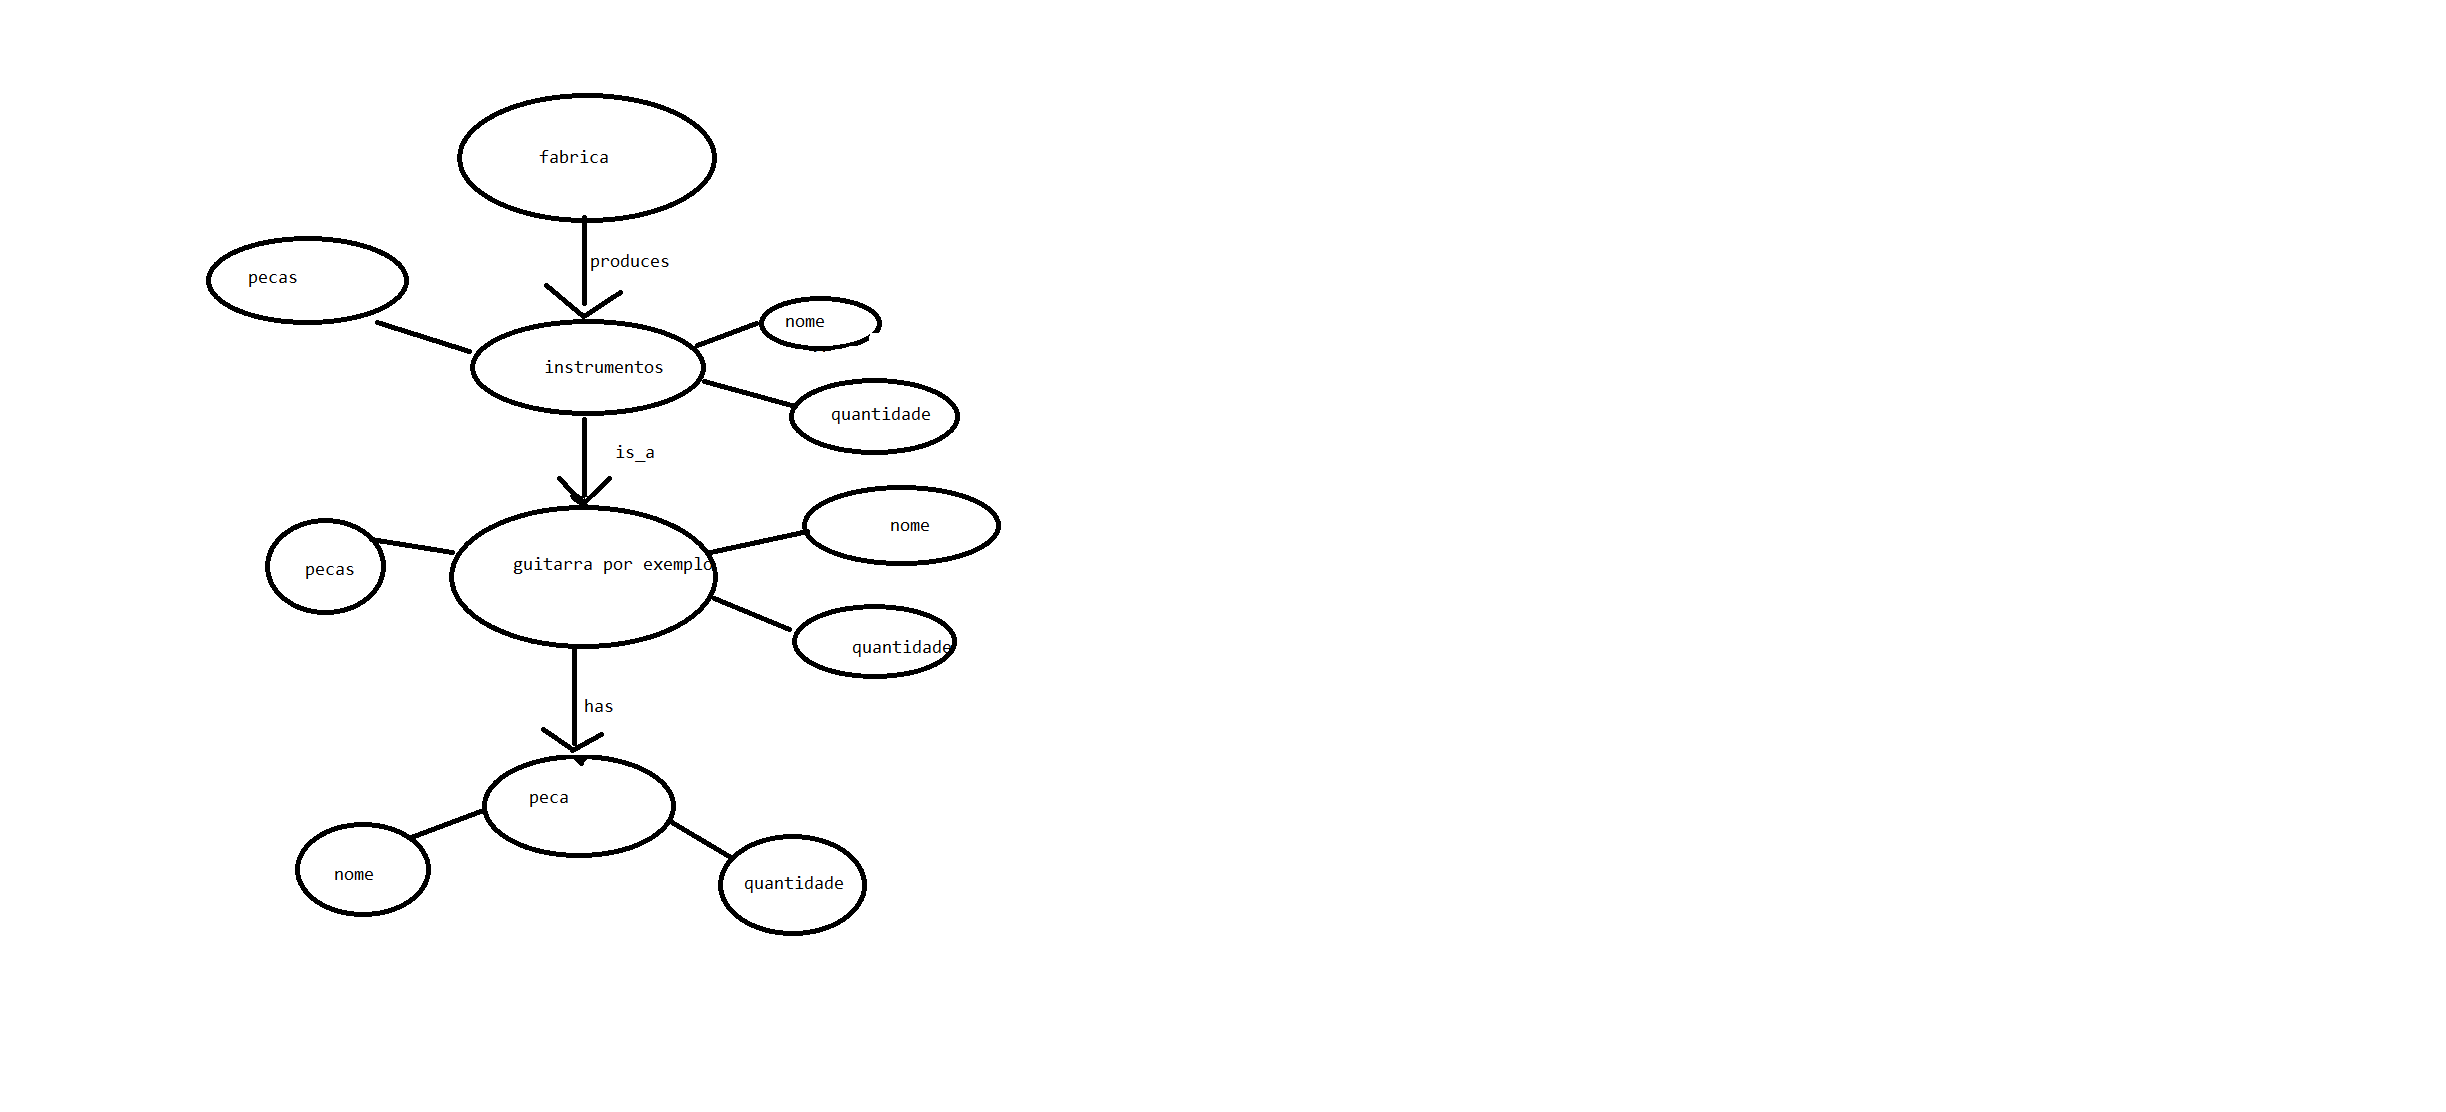 fabrica
produces
pecas
nome
instrumentos
quantidade
is_a
nome
guitarra por exemplo
pecas
quantidade
has
peca
nome
quantidade